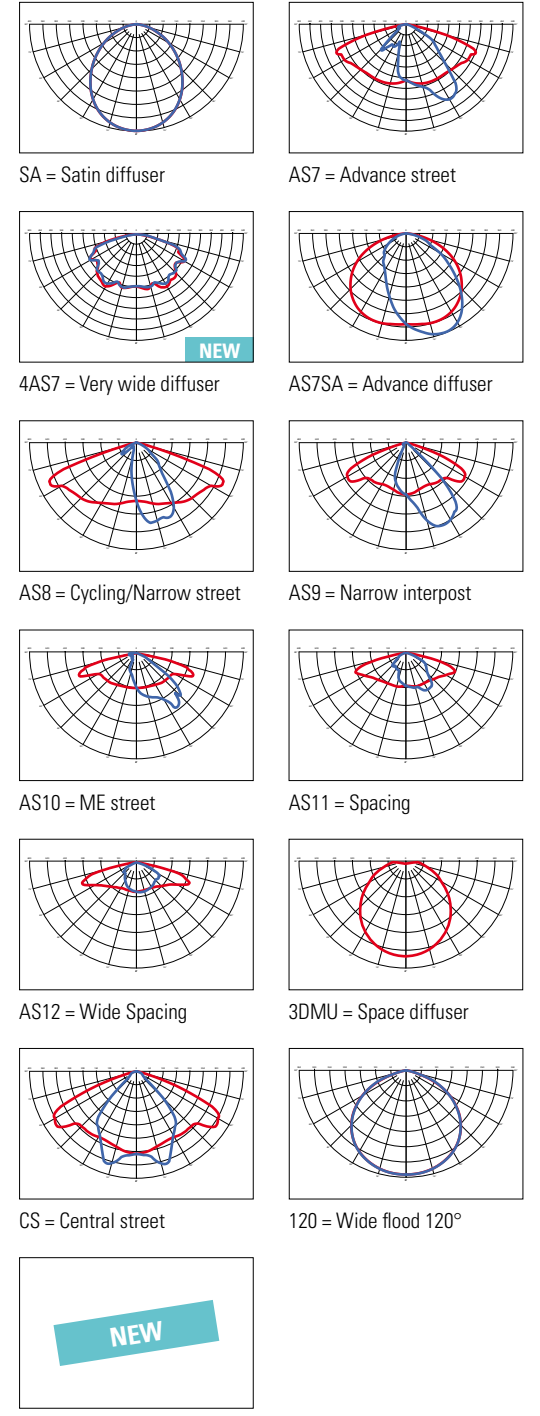 SA = Satin diffuser
AS7 = Advance street
NEW
4AS7 = Very wide diffuser
AS7SA = Advance diffuser
AS8 = Cycling/Narrow street
AS9 = Narrow interpost
AS10 = ME street
AS11 = Spacing
AS12 = Wide Spacing
3DMU = Space diffuser
CS = Central street
120 = Wide flood 120°
NEW